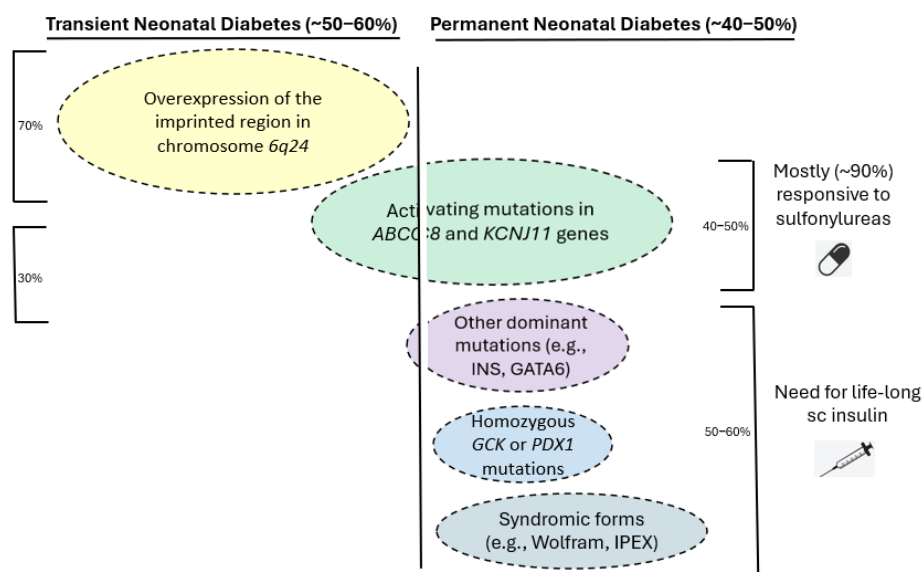 Transient Neonatal Diabetes (~50–60%)
Permanent Neonatal Diabetes (~40–50%)
Overexpression of the
imprinted region in
chromosome 6q24
70%
Activating mutations in
ABCC8 and KCNJ11 genes
40–50%
Mostly (~90%)
responsive to
sulfonylureas
30%
Other dominant
mutations (e.g.,
INS, GATA6)
Homozygous
GCK or PDX1
mutations
50–60%
Need for life-long
sc insulin
Syndromic forms
(e.g., Wolfram, IPEX)